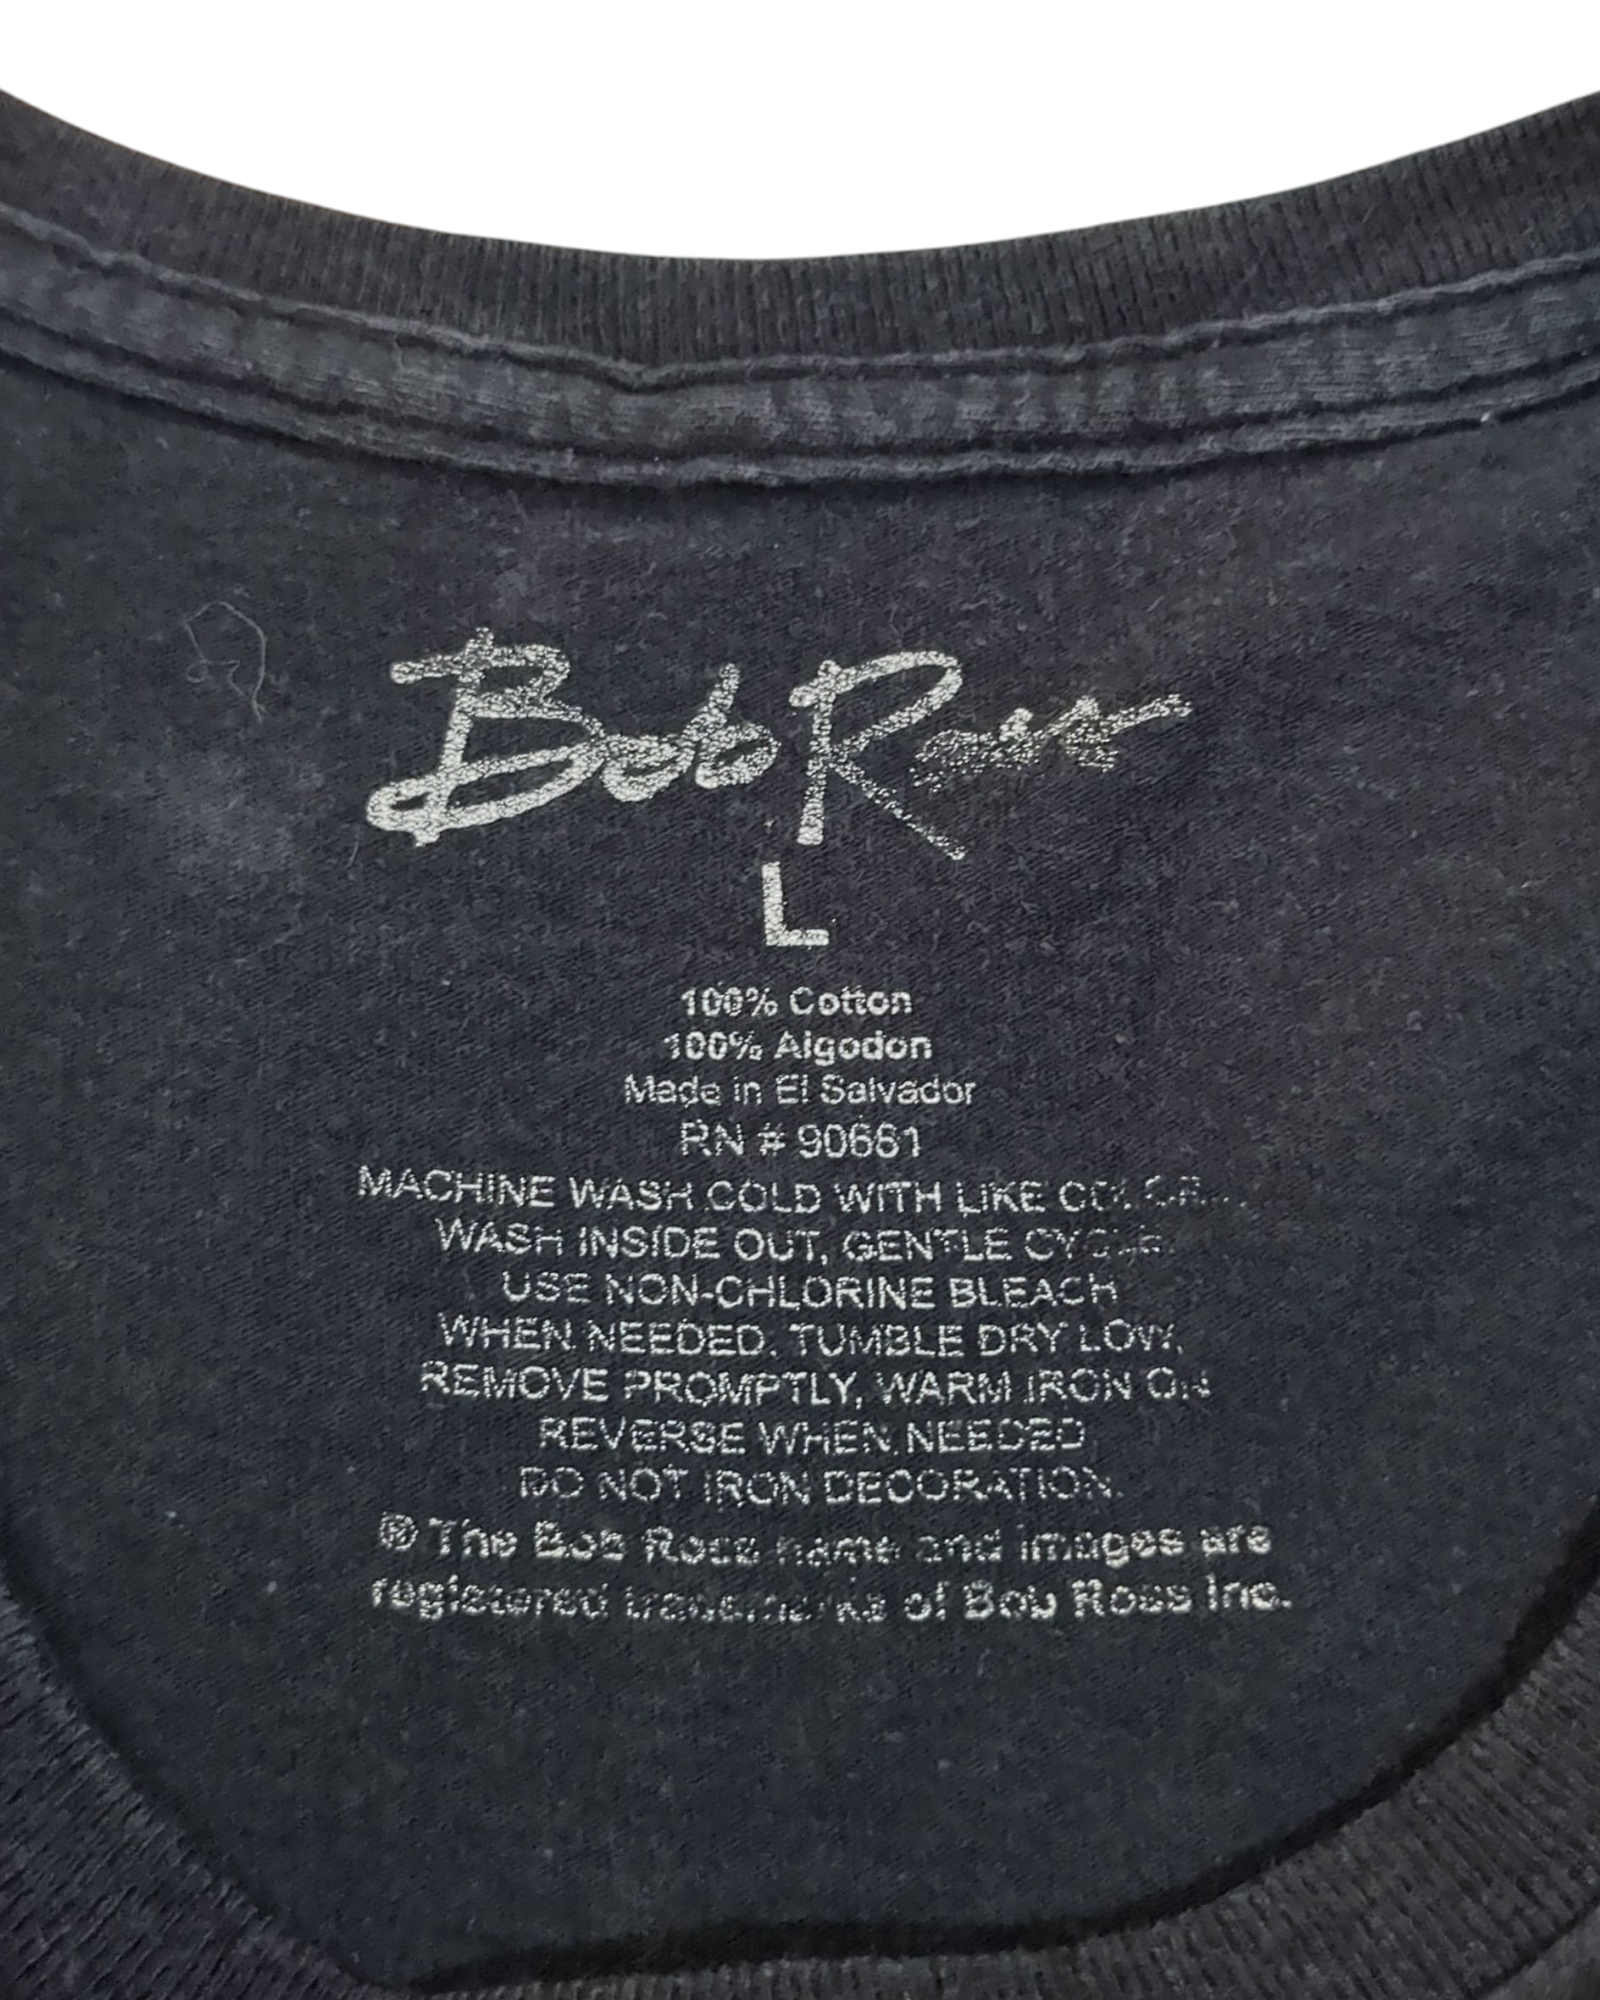 Bob Ross
L
100% Cotton
100% Algodon
Made in El Salvador
RN # 90661
MACHINE WASH COLD WITH LIKE COLORS.
WASH INSIDE OUT, GENTLE CYCLE.
USE NON-CHLORINE BLEACH
WHEN NEEDED. TUMBLE DRY LOW,
REMOVE PROMPTLY, WARM IRON ON
REVERSE WHEN NEEDED
DO NOT IRON DECORATION.
® The Bob Ross name and images are
registered trademarks of Bob Ross Inc.